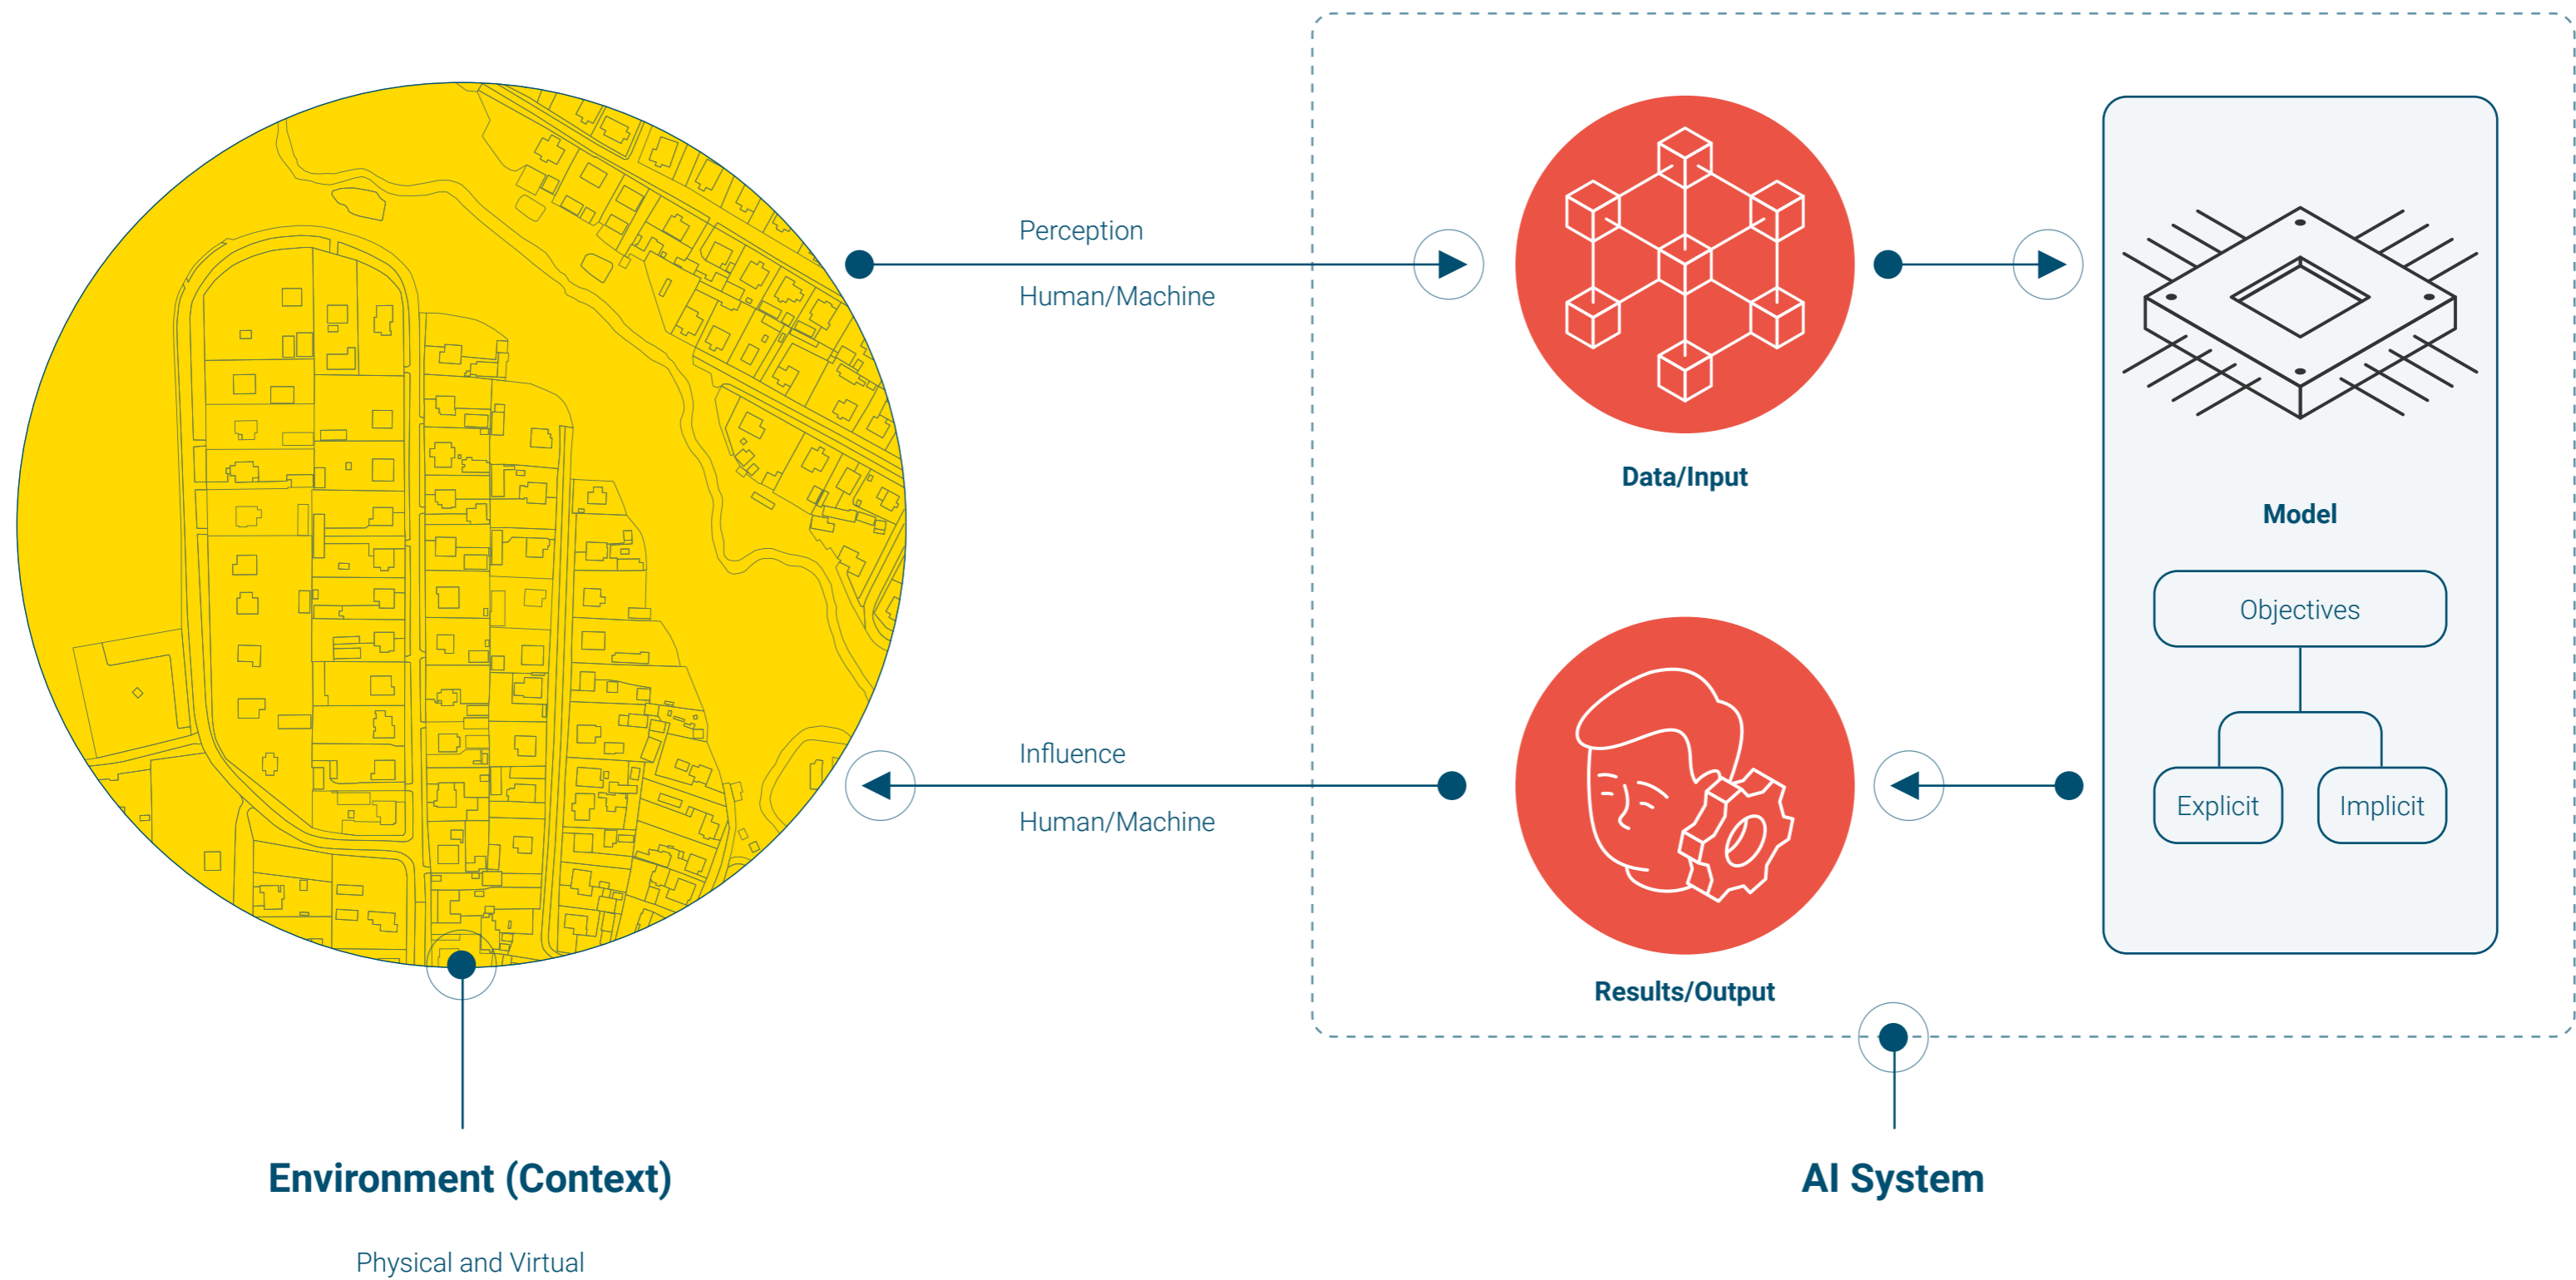 Perception
Human/Machine
Data/Input
Model
Objectives
Explicit
Implicit
Influence
Human/Machine
Results/Output
Environment (Context)
Physical and Virtual
AI System